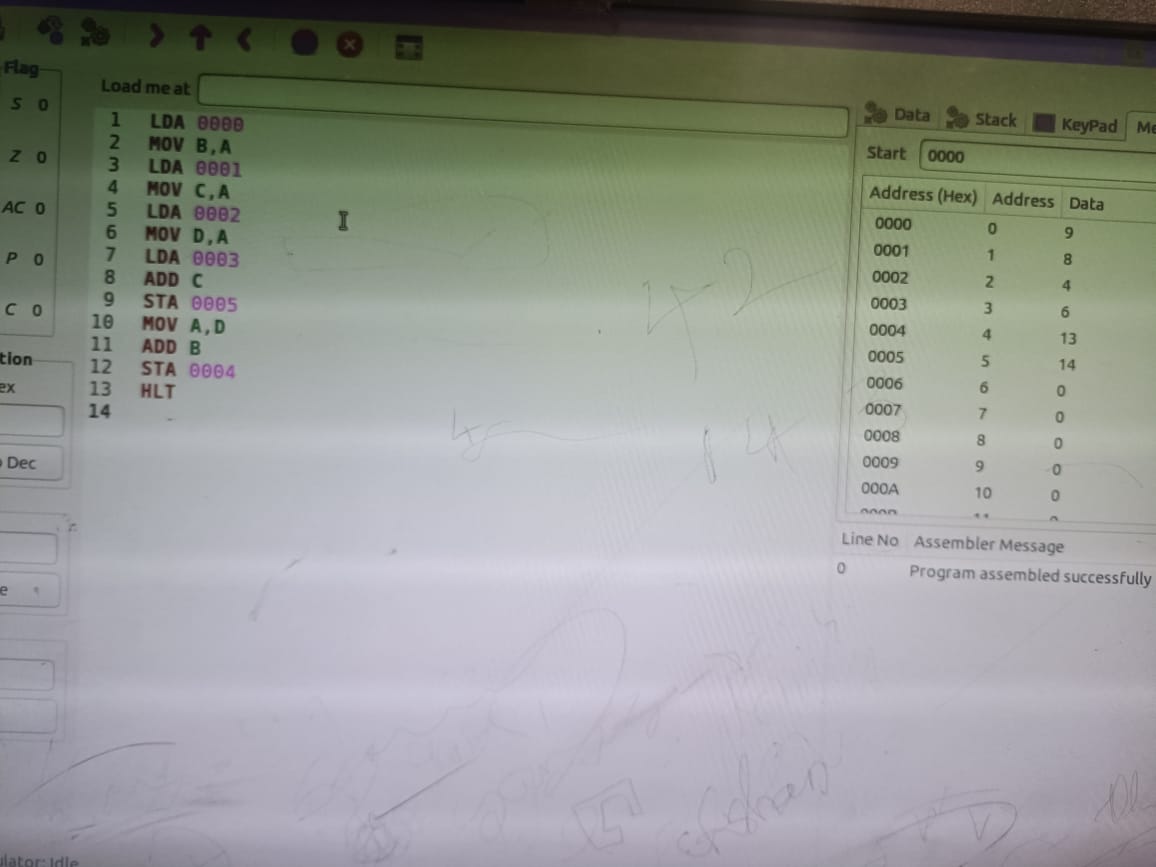 Flag
S 0
Z 0
AC 0
P 0
C 0
Dec
Load me at
1 LDA 0000
2 MOV B,A
3 LDA 0001
4 MOV C,A
5 LDA 0002
6 MOV D,A
7 LDA 0003
8 ADD C
9 STA 0005
10 MOV A,D
11 ADD B
12 STA 0004
13 HLT
14
Data Stack KeyPad
Start 0000
Address (Hex) Address Data
0000 0 9
0001 1 8
0002 2 4
0003 3 6
0004 4 13
0005 5 14
0006 6 0
0007 7 0
0008 8 0
0009 9 0
000A 10 0
Line No Assembler Message
0 Program assembled successfully
42
14
Idle